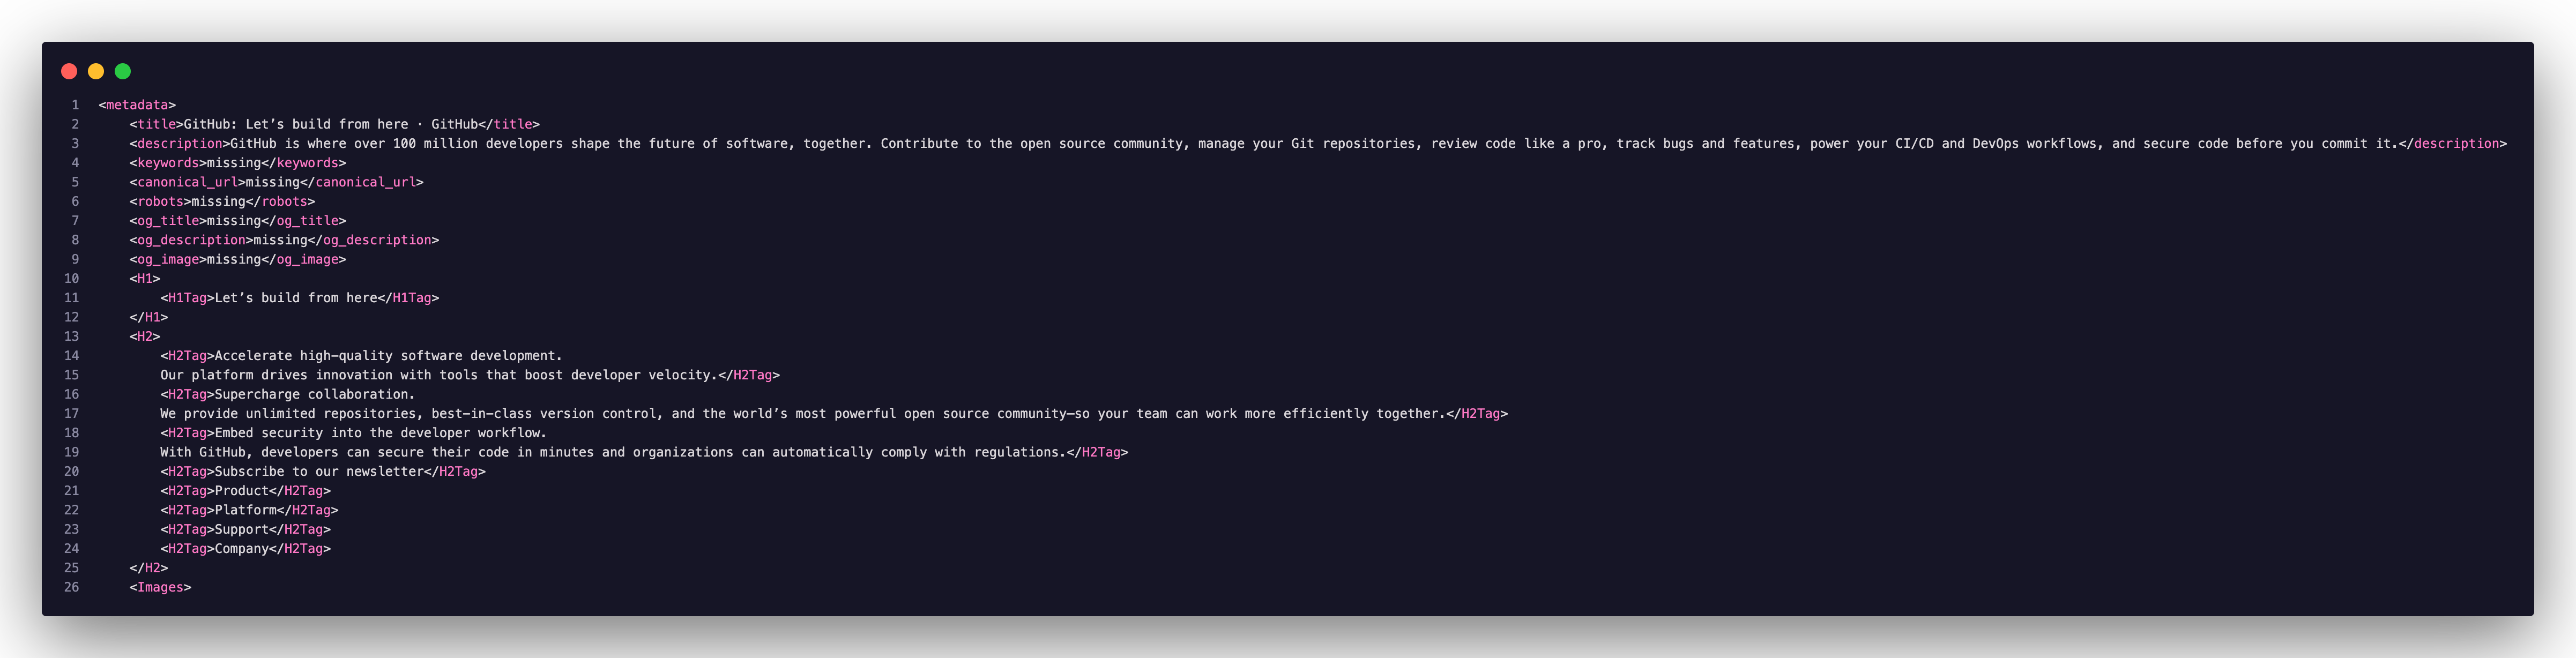 1 <metadata>
2 <title>GitHub: Let’s build from here · GitHub</title>
3 <description>GitHub is where over 100 million developers shape the future of software, together. Contribute to the open source community, manage your Git repositories, review code like a pro, track bugs and features, power your CI/CD and DevOps workflows, and secure code before you commit it.</description>
4 <keywords>missing</keywords>
5 <canonical_url>missing</canonical_url>
6 <robots>missing</robots>
7 <og_title>missing</og_title>
8 <og_description>missing</og_description>
9 <og_image>missing</og_image>
10 <H1>
11 <H1Tag>Let’s build from here</H1Tag>
12 </H1>
13 <H2>
14 <H2Tag>Accelerate high-quality software development.
15 Our platform drives innovation with tools that boost developer velocity.</H2Tag>
16 <H2Tag>Supercharge collaboration.
17 We provide unlimited repositories, best-in-class version control, and the world’s most powerful open source community—so your team can work more efficiently together.</H2Tag>
18 <H2Tag>Embed security into the developer workflow.
19 With GitHub, developers can secure their code in minutes and organizations can automatically comply with regulations.</H2Tag>
20 <H2Tag>Subscribe to our newsletter</H2Tag>
21 <H2Tag>Product</H2Tag>
22 <H2Tag>Platform</H2Tag>
23 <H2Tag>Support</H2Tag>
24 <H2Tag>Company</H2Tag>
25 </H2>
26 <Images>